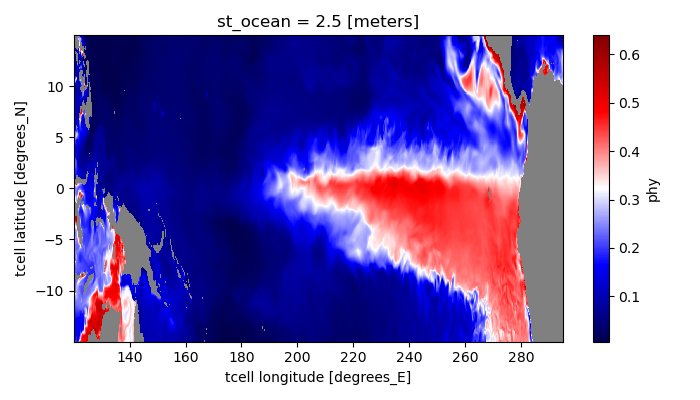 st_ocean = 2.5 [meters]
10
5
0
−5
−10
tcell latitude [degrees_N]
140 160 180 200 220 240 260 280
tcell longitude [degrees_E]
0.6
0.5
0.4
0.3
0.2
0.1
phy